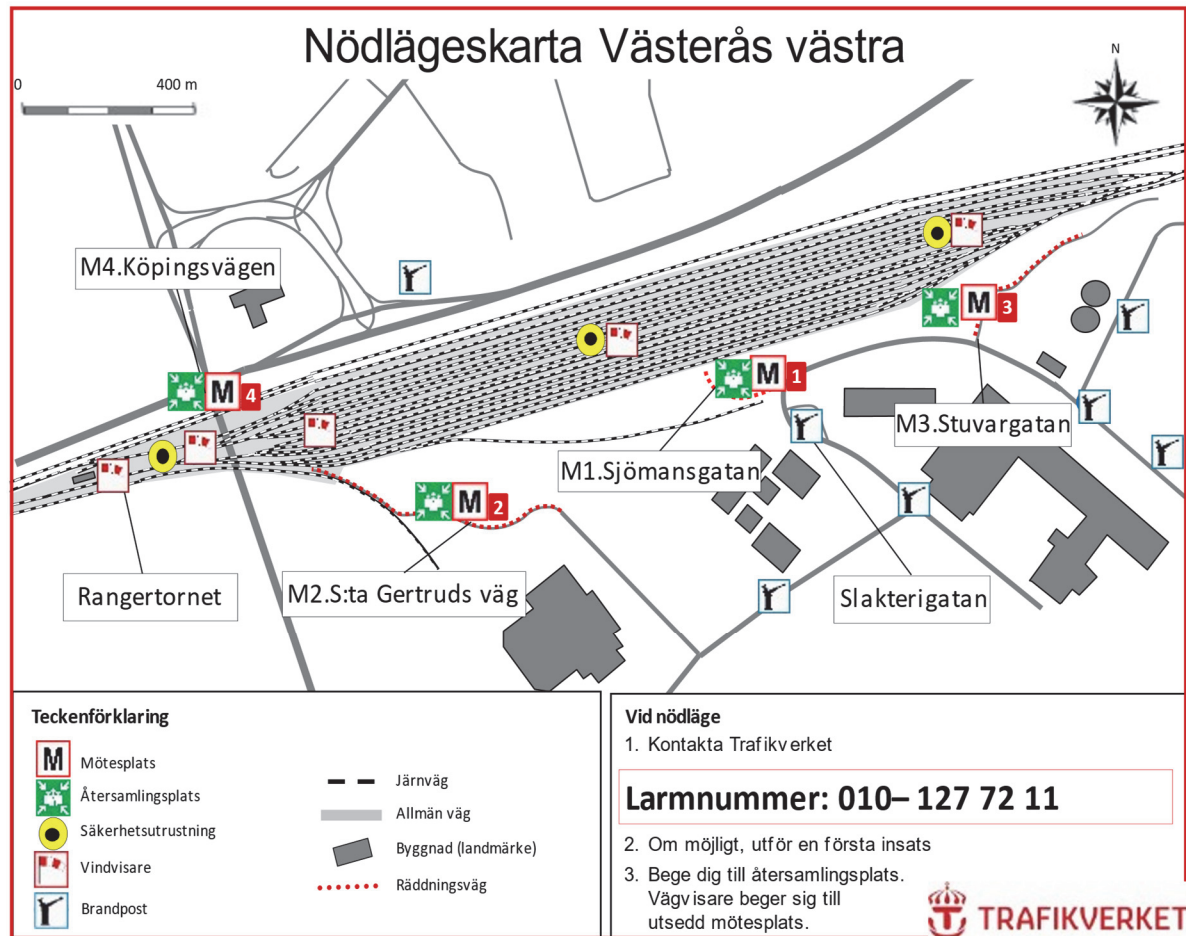 Nödlägeskarta Västerås västra
0 400 m
N
M4.Köpingsvägen
M 3
M 1
M 4
M3.Stuvargatan
M1.Sjömansgatan
M 2
Rangertornet
M2.S:ta Gertruds väg
Slakterigatan
Teckenförklaring
M Mötesplats
Återsamlingsplats
Säkerhetsutrustning
Vindvisare
Brandpost
Järnväg
Allmän väg
Byggnad (landmärke)
Räddningsväg
Vid nödläge
1. Kontakta Trafikverket
Larmnummer: 010– 127 72 11
2. Om möjligt, utför en första insats
3. Bege dig till återsamlingsplats.
Vägvisare beger sig till
utsedd mötesplats.
TRAFIKVERKET